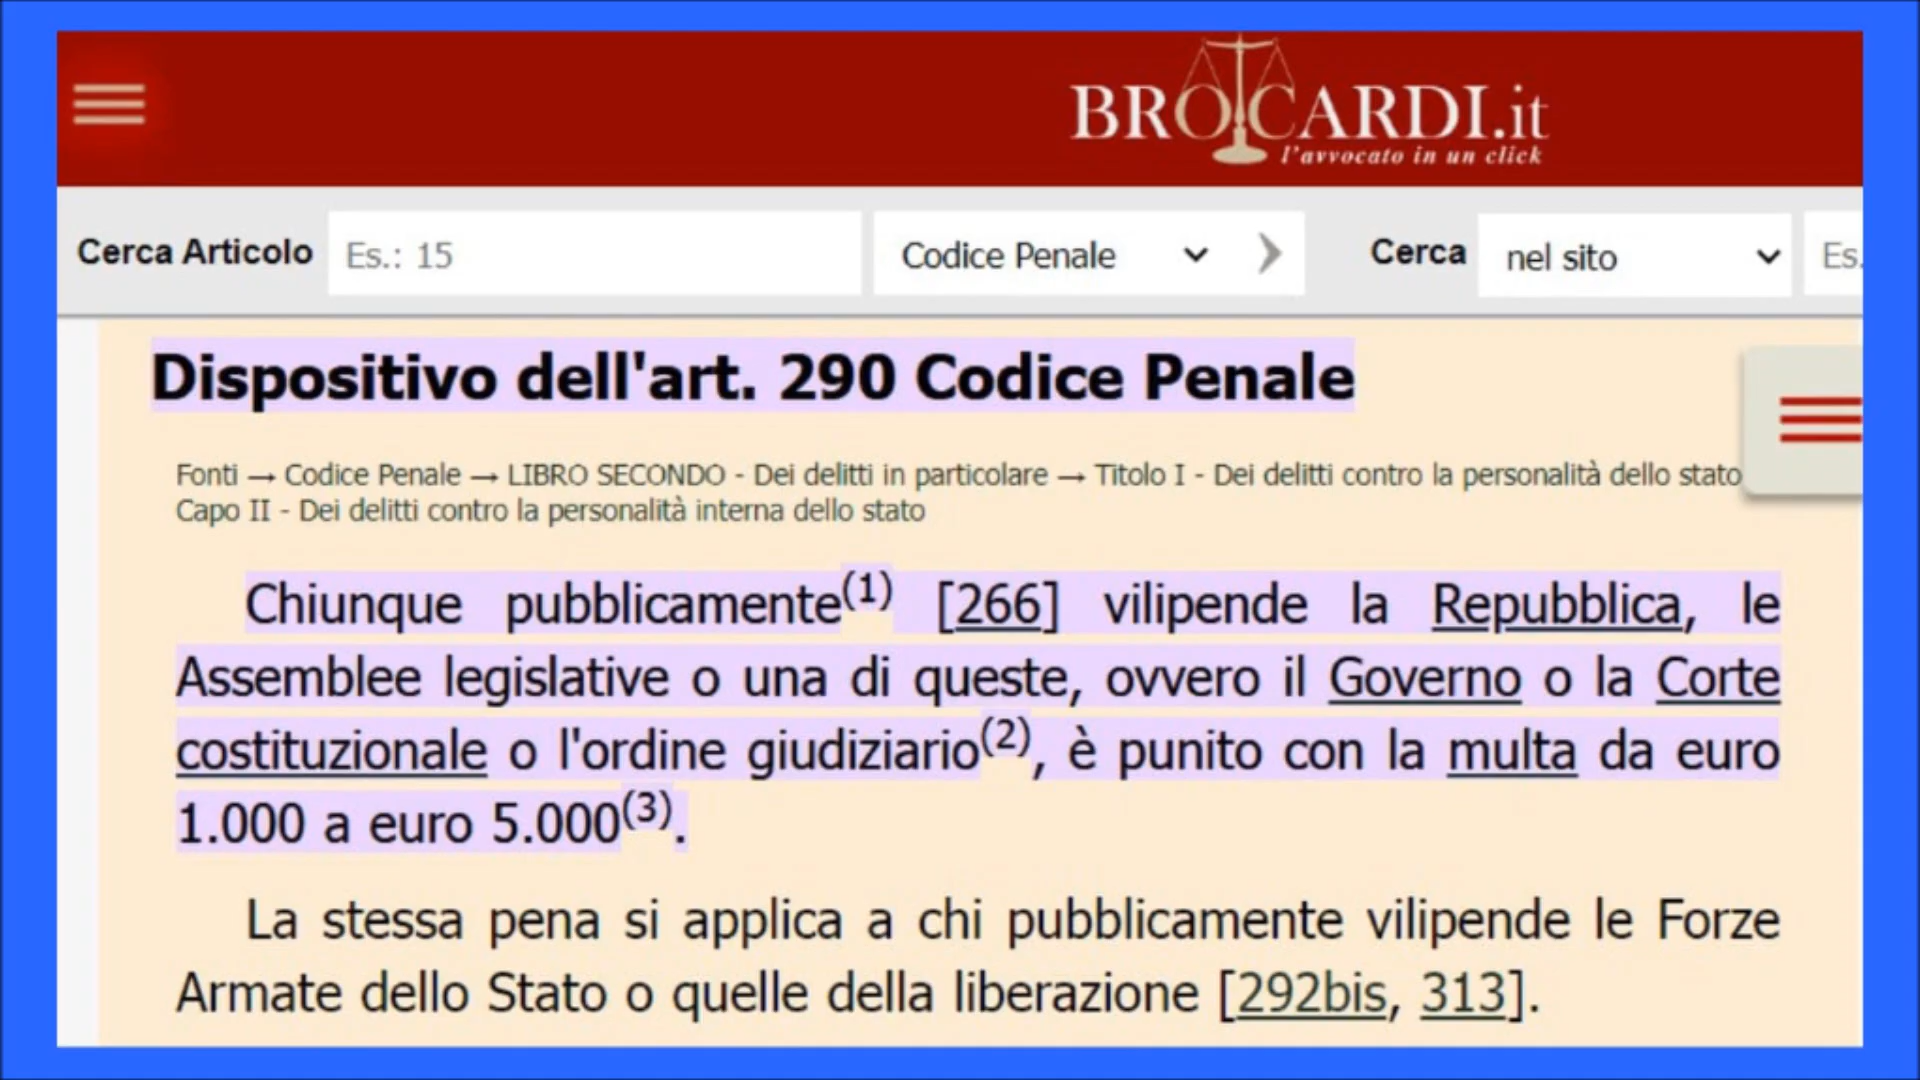 BROCARDI.it
l'avvocato in un click
Cerca Articolo Es.: 15 Codice Penale Cerca nel sito Es.
Dispositivo dell'art. 290 Codice Penale
Fonti → Codice Penale → LIBRO SECONDO - Dei delitti in particolare → Titolo I - Dei delitti contro la personalità dello stato
Capo II - Dei delitti contro la personalità interna dello stato
Chiunque pubblicamente(1) [266] vilipende la Repubblica, le
Assemblee legislative o una di queste, ovvero il Governo o la Corte
costituzionale o l'ordine giudiziario(2), è punito con la multa da euro
1.000 a euro 5.000(3).
La stessa pena si applica a chi pubblicamente vilipende le Forze
Armate dello Stato o quelle della liberazione [292bis, 313].